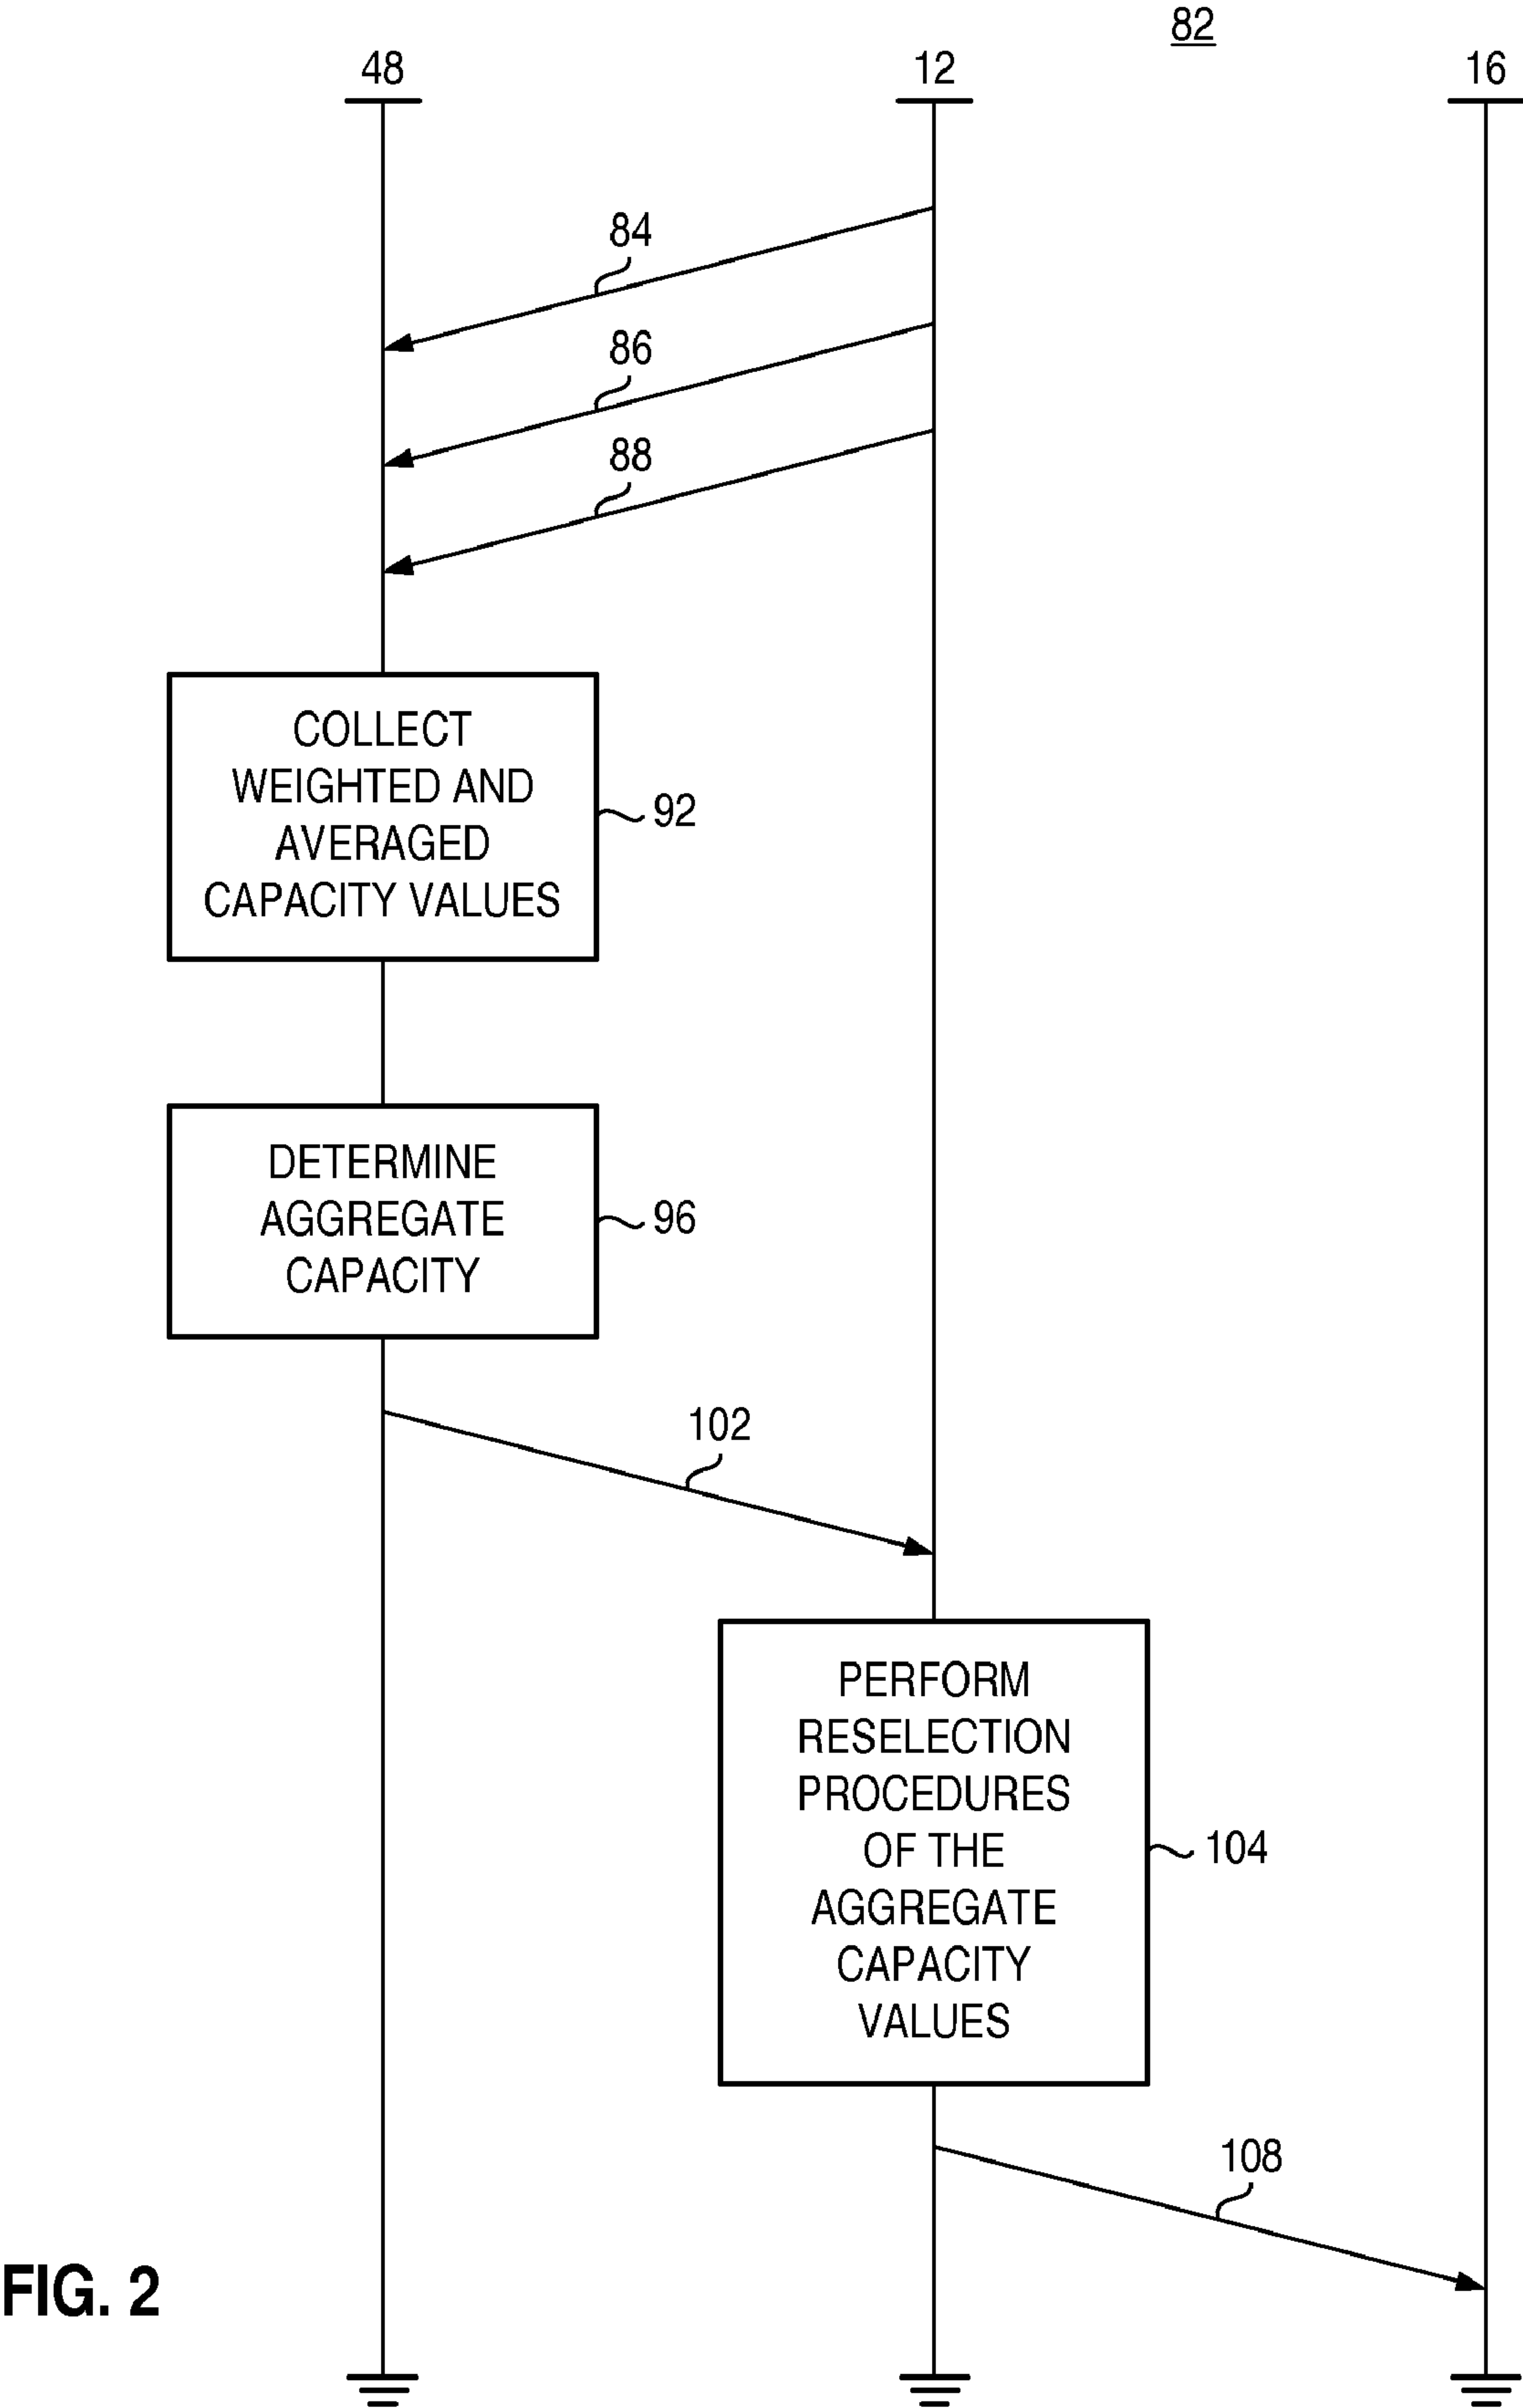 82
48
12
16
84
86
88
COLLECT
WEIGHTED AND
AVERAGED
CAPACITY VALUES
92
DETERMINE
AGGREGATE
CAPACITY
96
102
PERFORM
RESELECTION
PROCEDURES
OF THE
AGGREGATE
CAPACITY
VALUES
104
108
FIG. 2